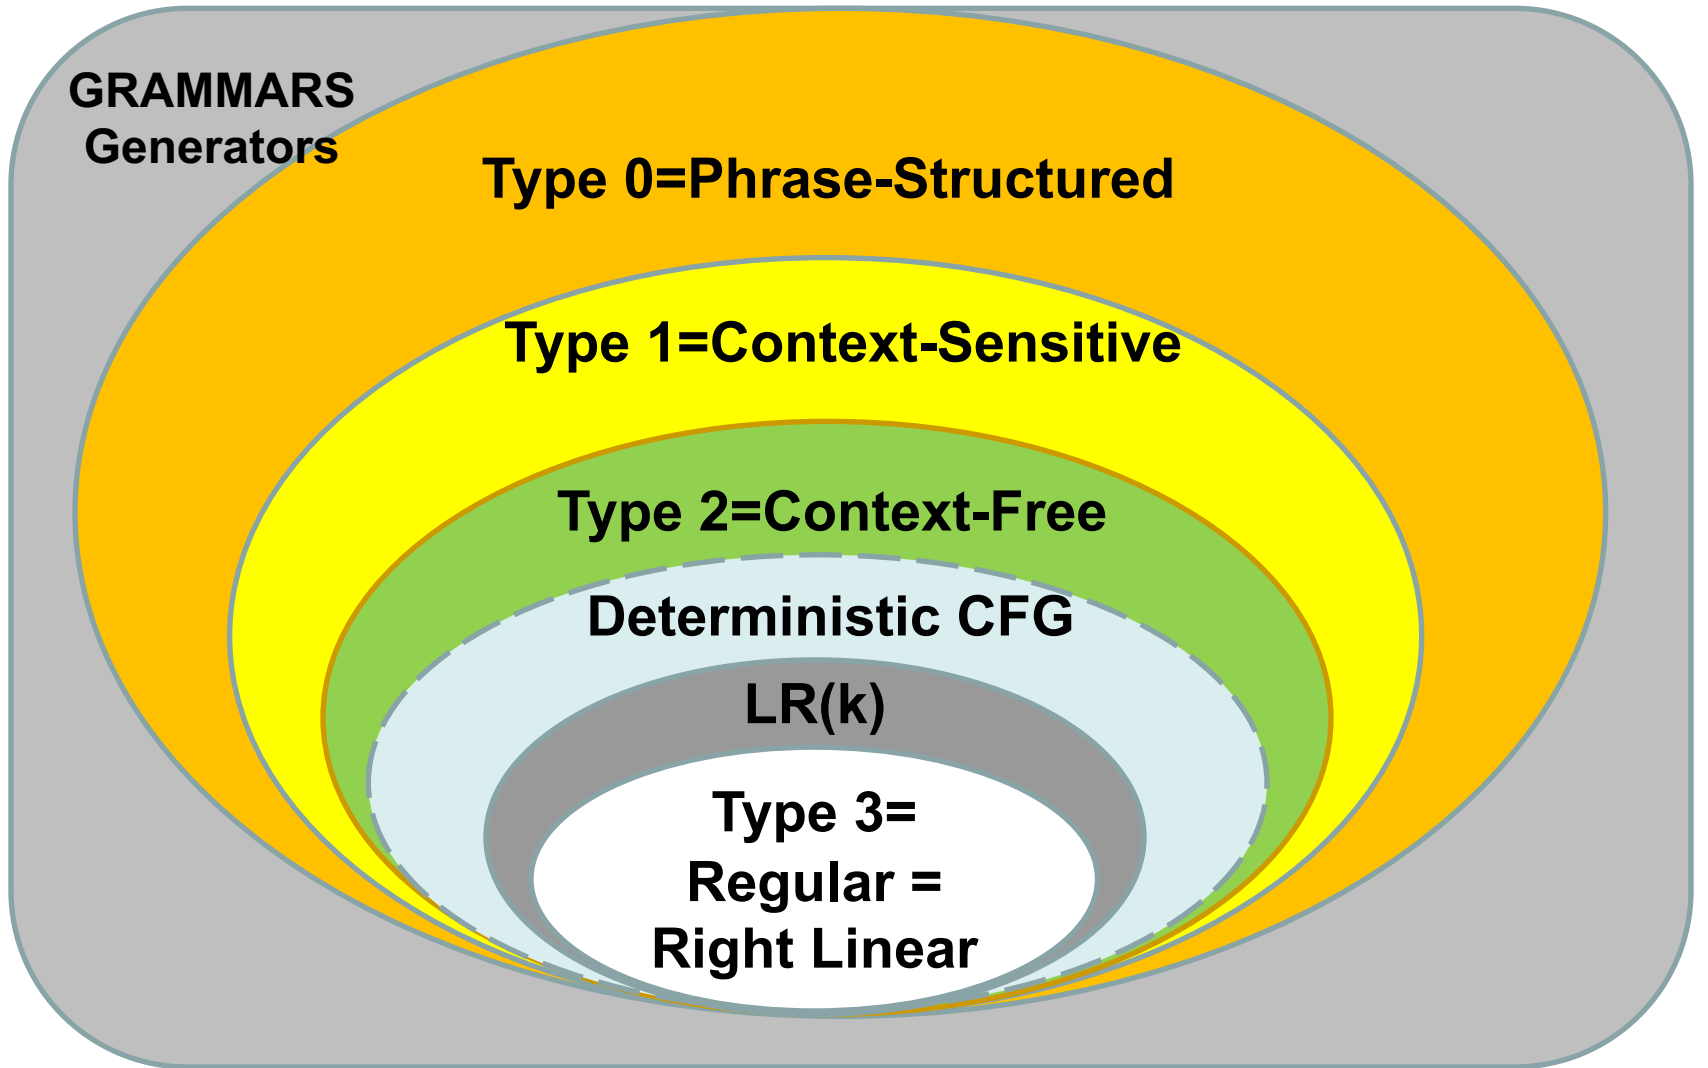 GRAMMARS
Generators
Type 0=Phrase-Structured
Type 1=Context-Sensitive
Type 2=Context-Free
Deterministic CFG
LR(k)
Type 3=
Regular =
Right Linear